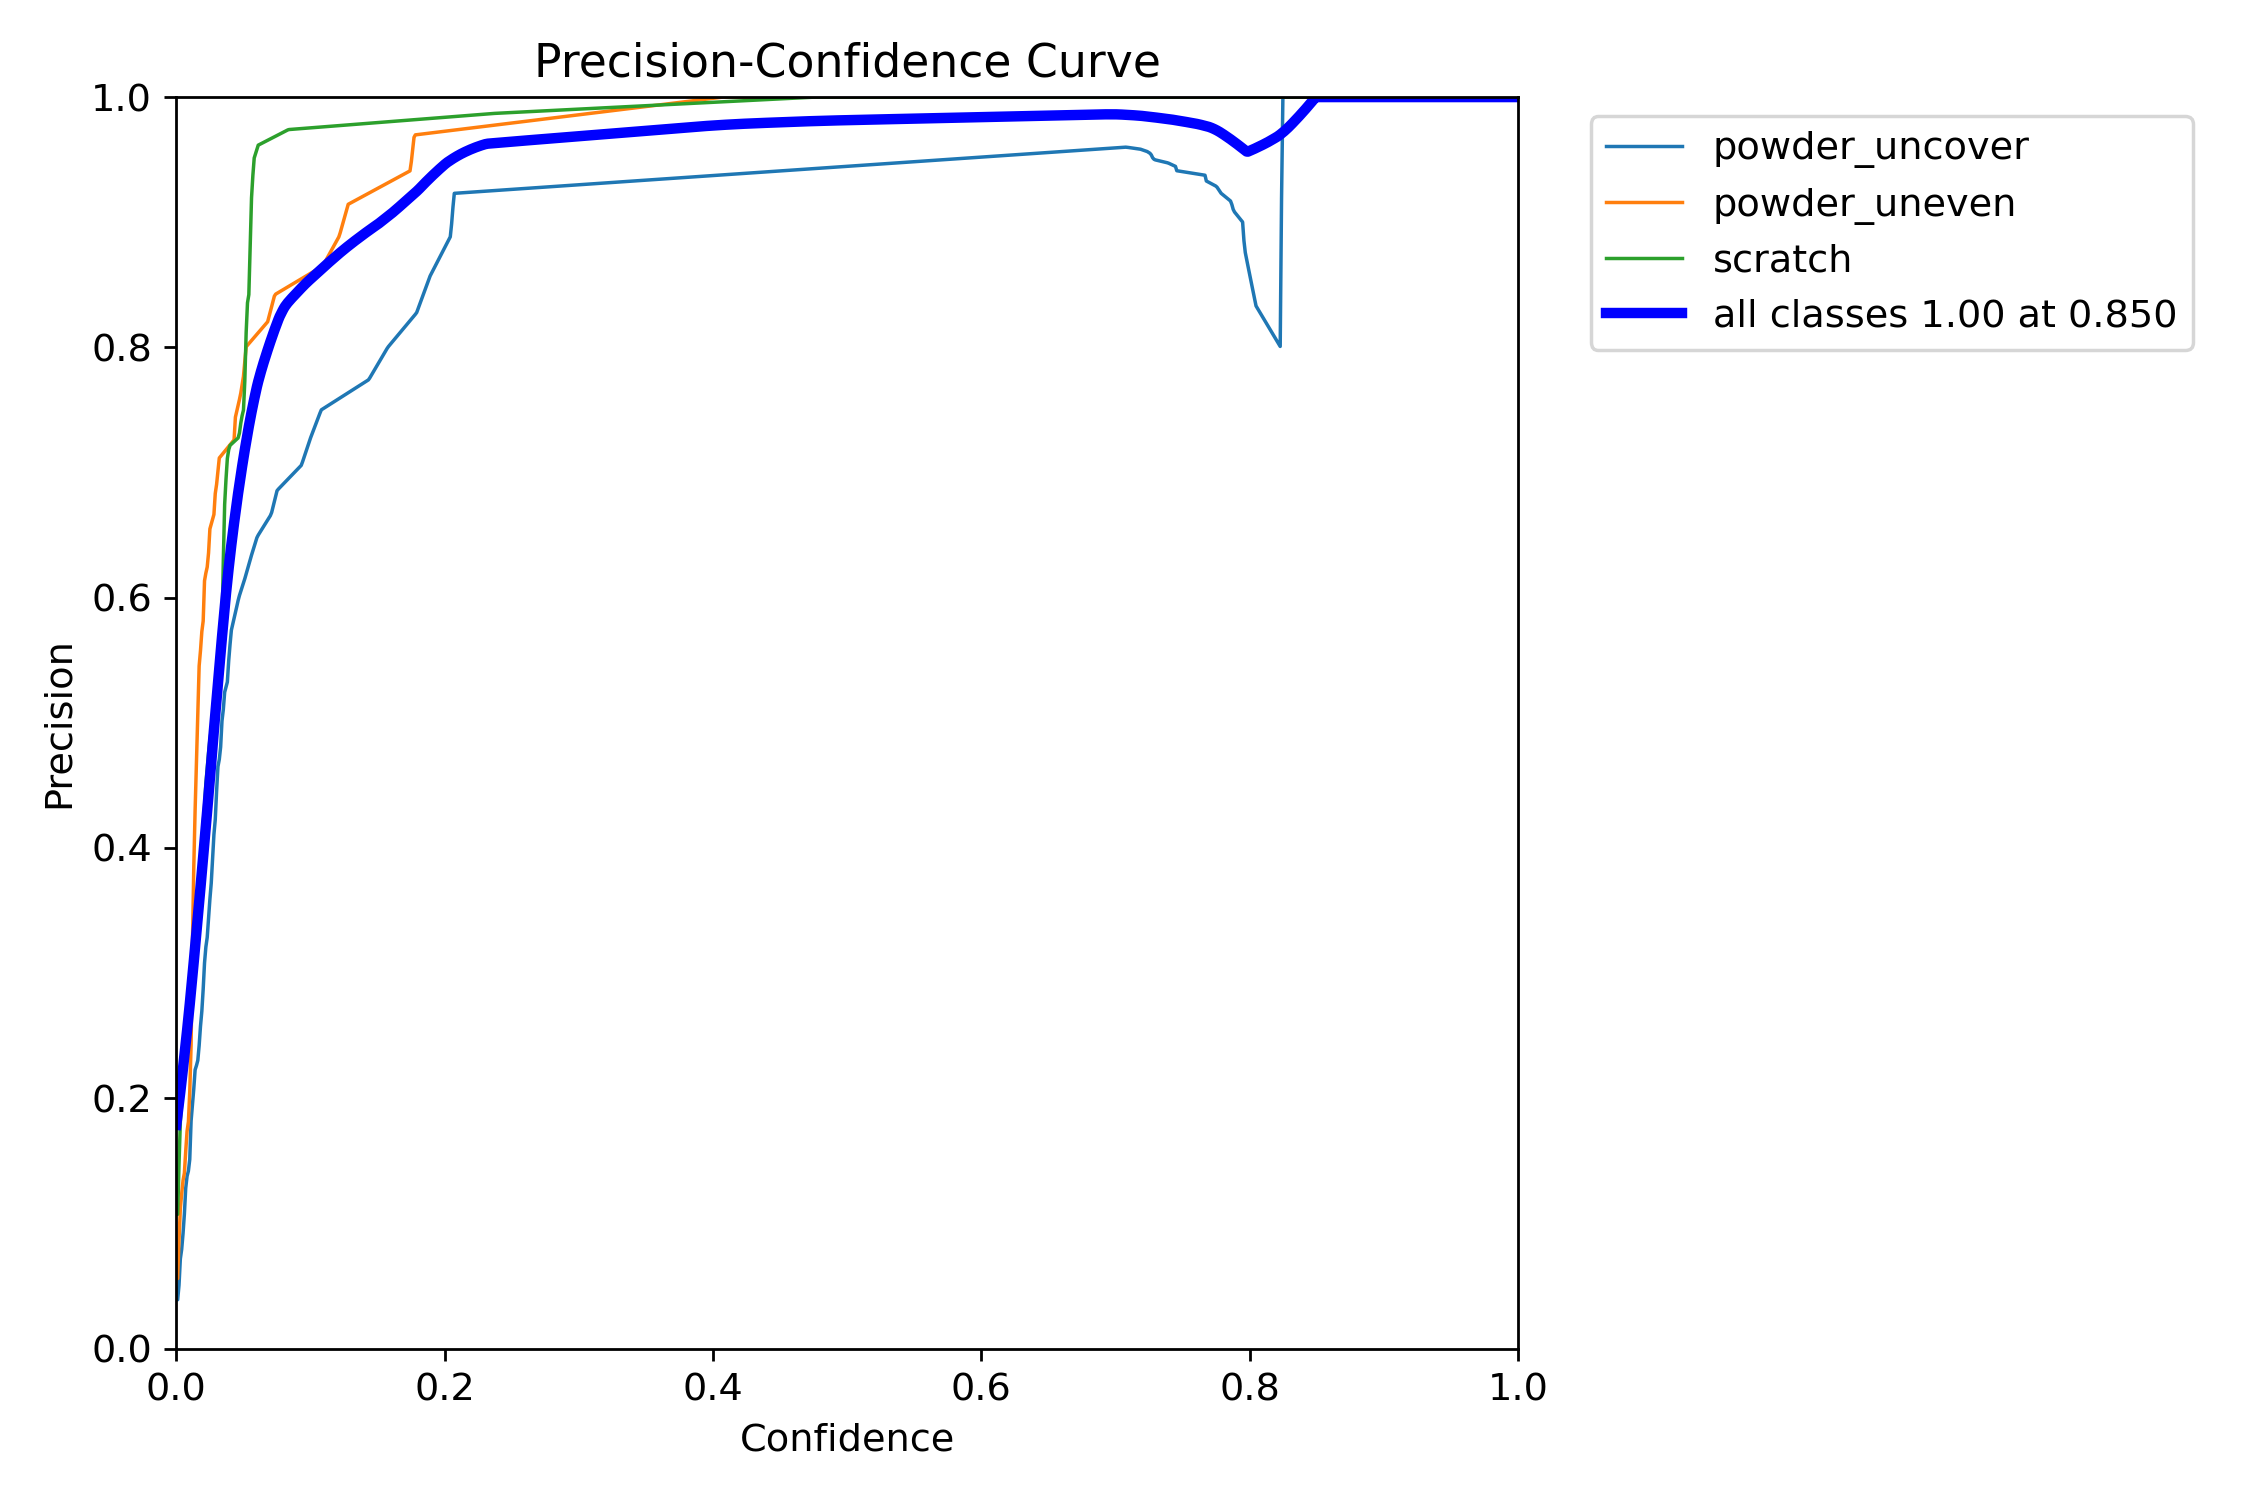 Precision-Confidence Curve
1.0
0.8
0.6
0.4
0.2
0.0
Precision
0.0 0.2 0.4 0.6 0.8 1.0
Confidence
powder_uncover
powder_uneven
scratch
all classes 1.00 at 0.850